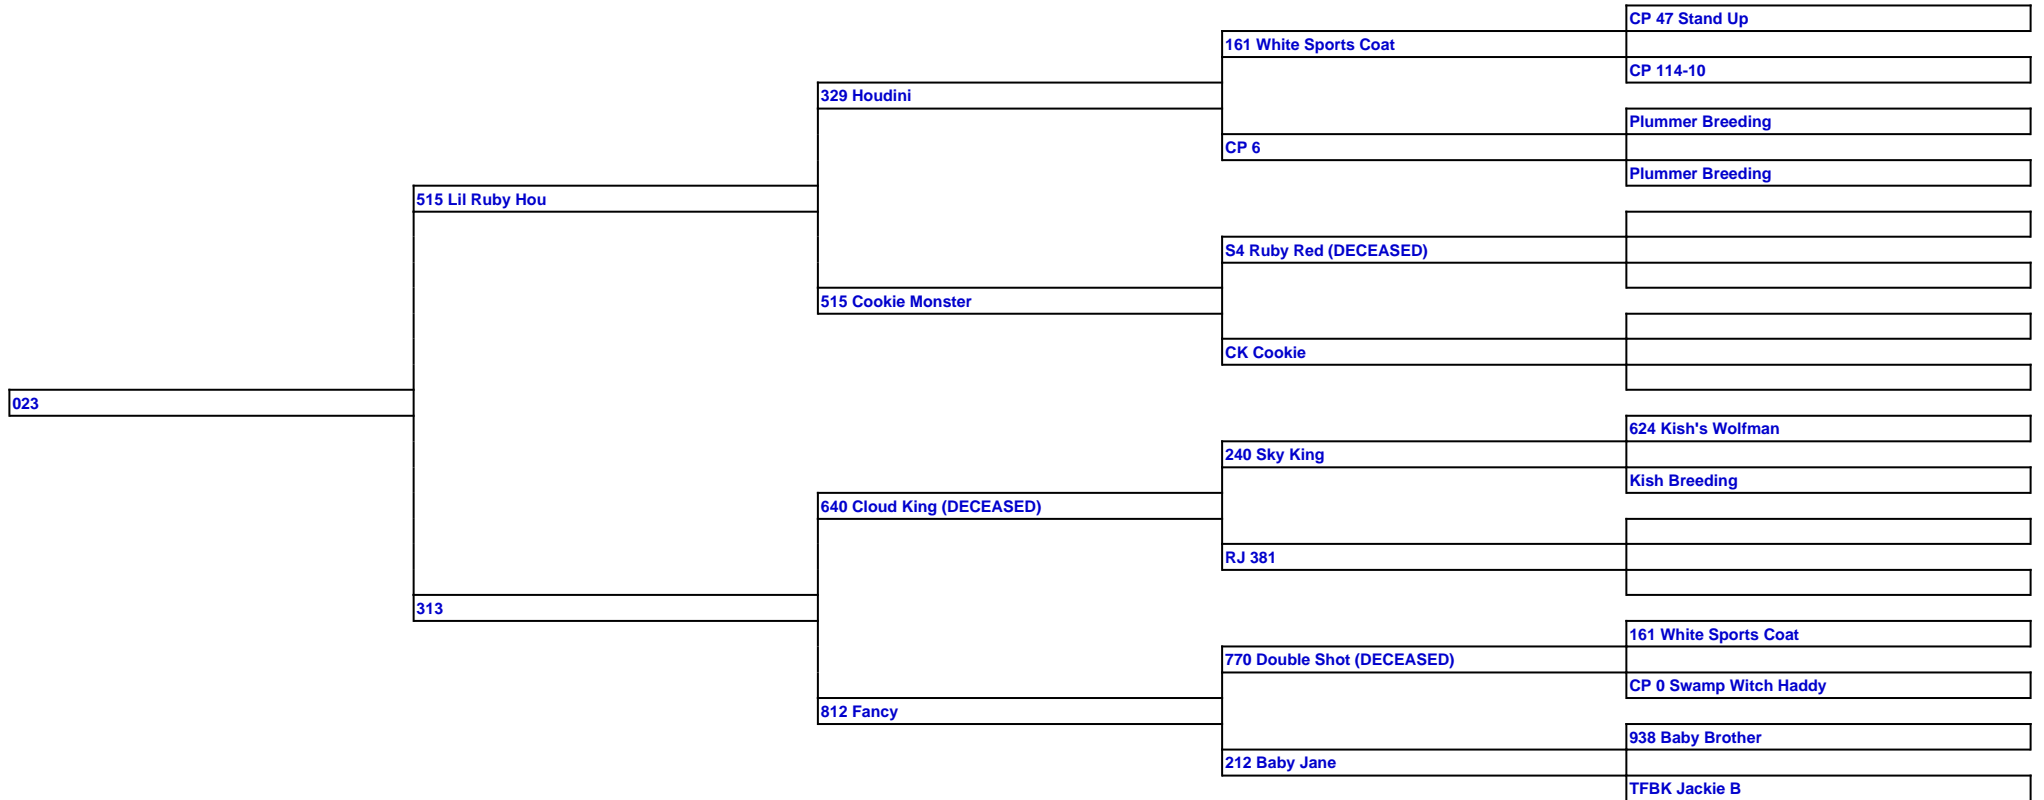 CP 47 Stand Up
161 White Sports Coat
CP 114-10
329 Houdini
Plummer Breeding
CP 6
Plummer Breeding
515 Lil Ruby Hou
S4 Ruby Red (DECEASED)
515 Cookie Monster
CK Cookie
023
624 Kish's Wolfman
240 Sky King
Kish Breeding
640 Cloud King (DECEASED)
RJ 381
313
161 White Sports Coat
770 Double Shot (DECEASED)
CP 0 Swamp Witch Haddy
812 Fancy
938 Baby Brother
212 Baby Jane
TFBK Jackie B